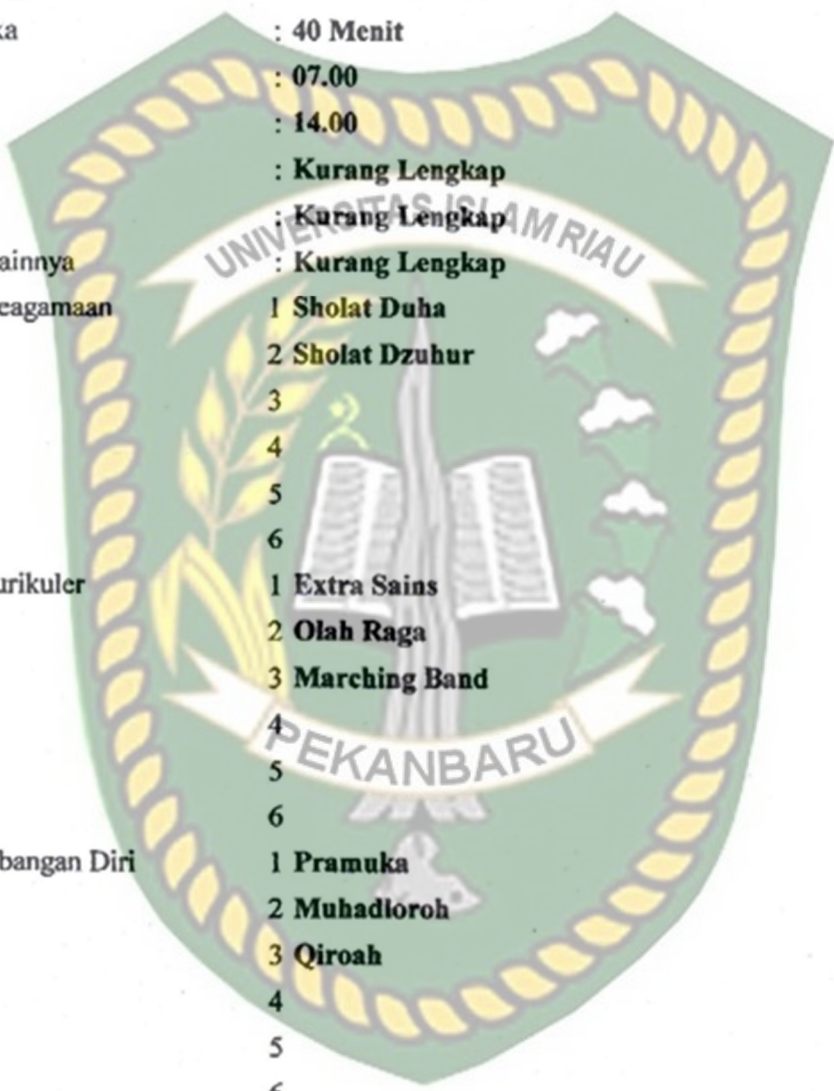 ka : 40 Menit
: 07.00
: 14.00
: Kurang Lengkap
: Kurang Lengkap
UNIVERSITAS ISLAM RIAU
ainnya : Kurang Lengkap
eagamaan 1 Sholat Duha
2 Sholat Dzuhur
3
4
5
6
urikuler 1 Extra Sains
2 Olah Raga
3 Marching Band
4
PEKANBARU
5
6
bangan Diri 1 Pramuka
2 Muhadloroh
3 Qiroah
4
5
6